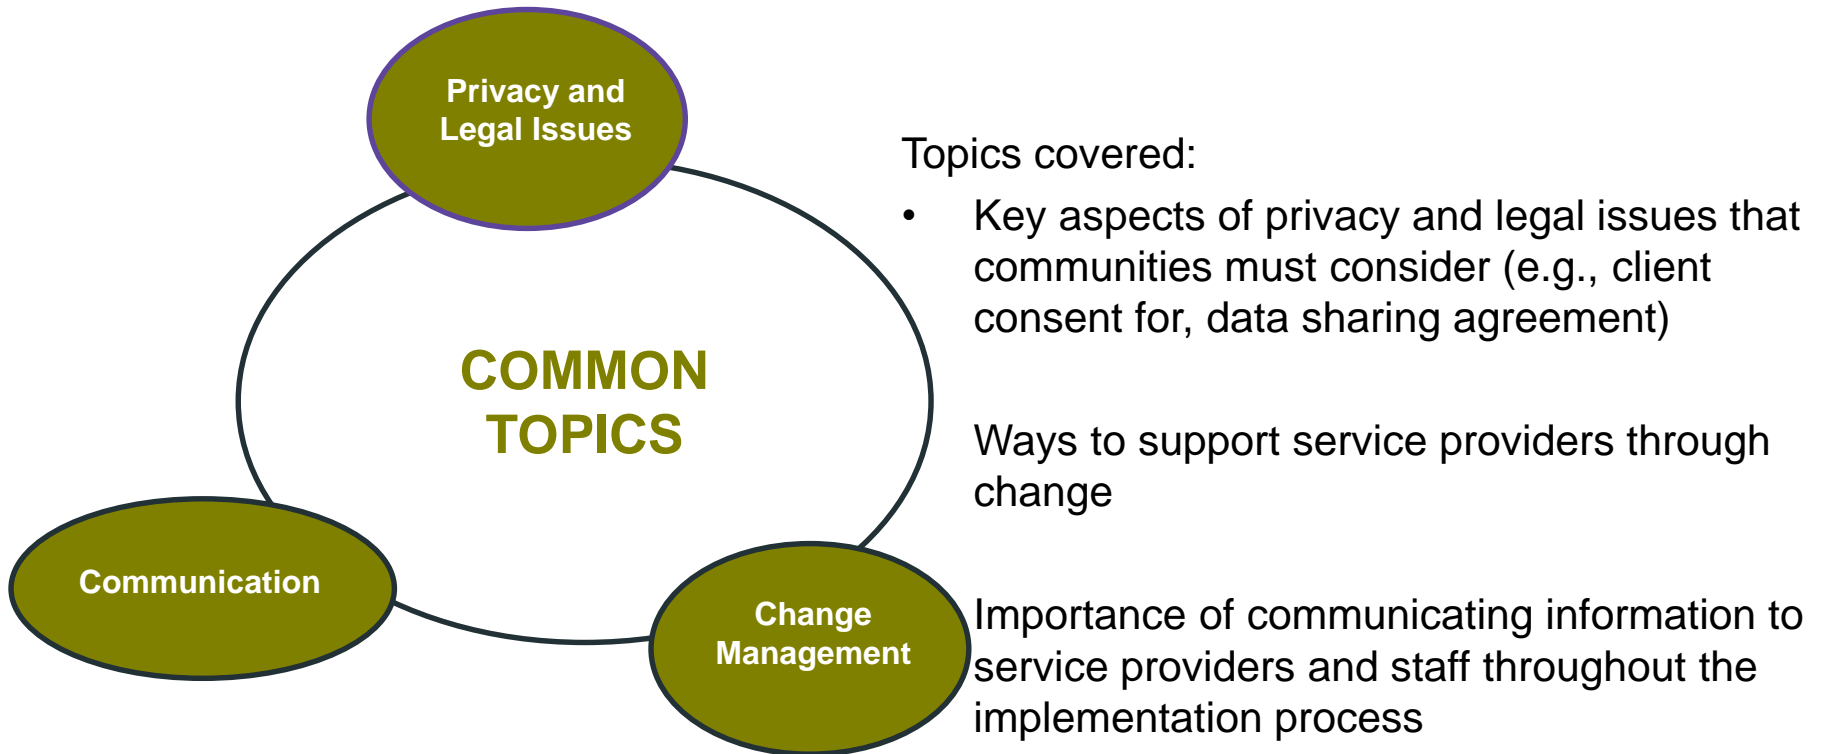 Privacy and
Legal Issues
COMMON
TOPICS
Communication
Change
Management
Topics covered:
• Key aspects of privacy and legal issues that
communities must consider (e.g., client
consent for, data sharing agreement)
Ways to support service providers through
change
Importance of communicating information to
service providers and staff throughout the
implementation process